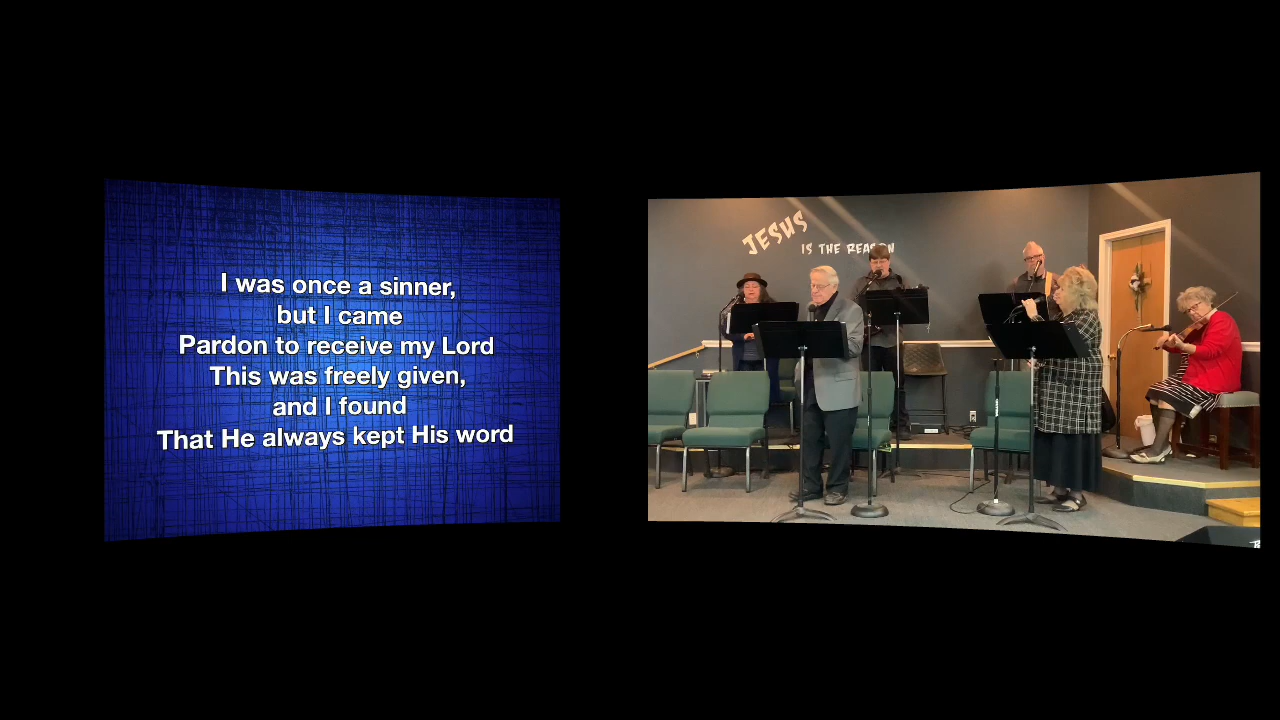 I was once a sinner,
but I came
Pardon to receive my Lord
This was freely given,
and I found
That He always kept His word
JESUS
IS THE REASON